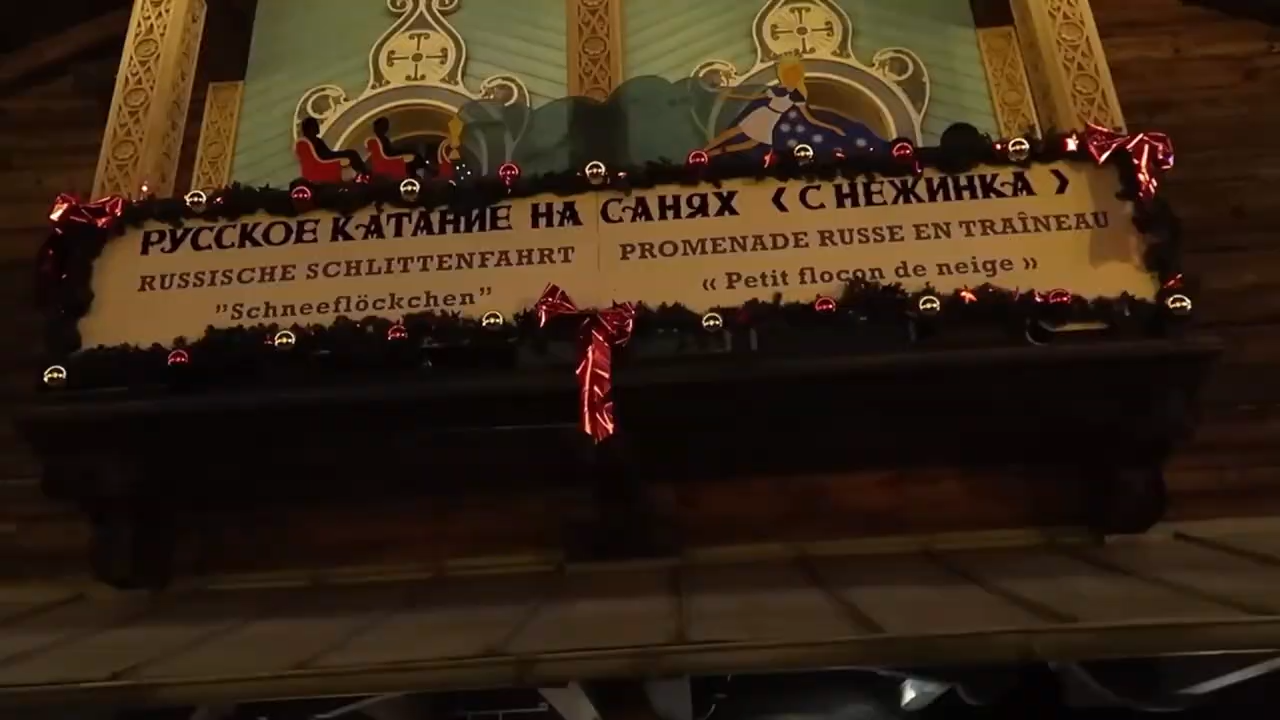 РУССКОЕ КАТАНИЕ НА САНЯХ ‹ СНЕЖИНКА ›
RUSSISCHE SCHLITTENFAHRT
"Schneeflöckchen"
PROMENADE RUSSE EN TRAÎNEAU
« Petit flocon de neige »